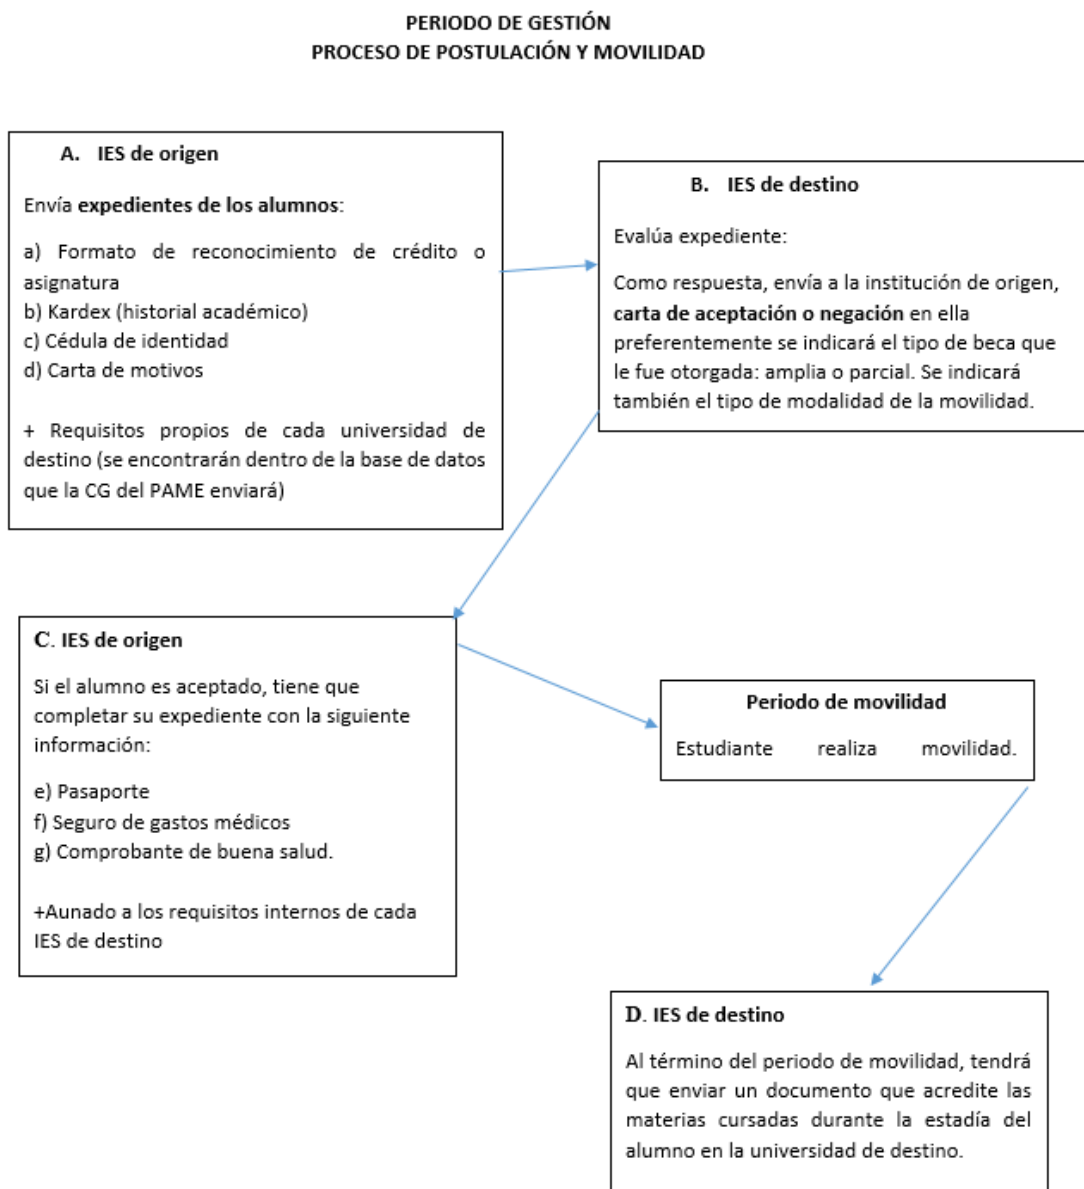 PERIODO DE GESTIÓN
PROCESO DE POSTULACIÓN Y MOVILIDAD
A. IES de origen
Envía expedientes de los alumnos:
a) Formato de reconocimiento de crédito o
asignatura
b) Kardex (historial académico)
c) Cédula de identidad
d) Carta de motivos
+ Requisitos propios de cada universidad de
destino (se encontrarán dentro de la base de datos
que la CG del PAME enviará)
B. IES de destino
Evalúa expediente:
Como respuesta, envía a la institución de origen,
carta de aceptación o negación en ella
preferentemente se indicará el tipo de beca que
le fue otorgada: amplia o parcial. Se indicará
también el tipo de modalidad de la movilidad.
C. IES de origen
Si el alumno es aceptado, tiene que
completar su expediente con la siguiente
información:
e) Pasaporte
f) Seguro de gastos médicos
g) Comprobante de buena salud.
+Aunado a los requisitos internos de cada
IES de destino
Periodo de movilidad
Estudiante realiza movilidad.
D. IES de destino
Al término del periodo de movilidad, tendrá
que enviar un documento que acredite las
materias cursadas durante la estadía del
alumno en la universidad de destino.